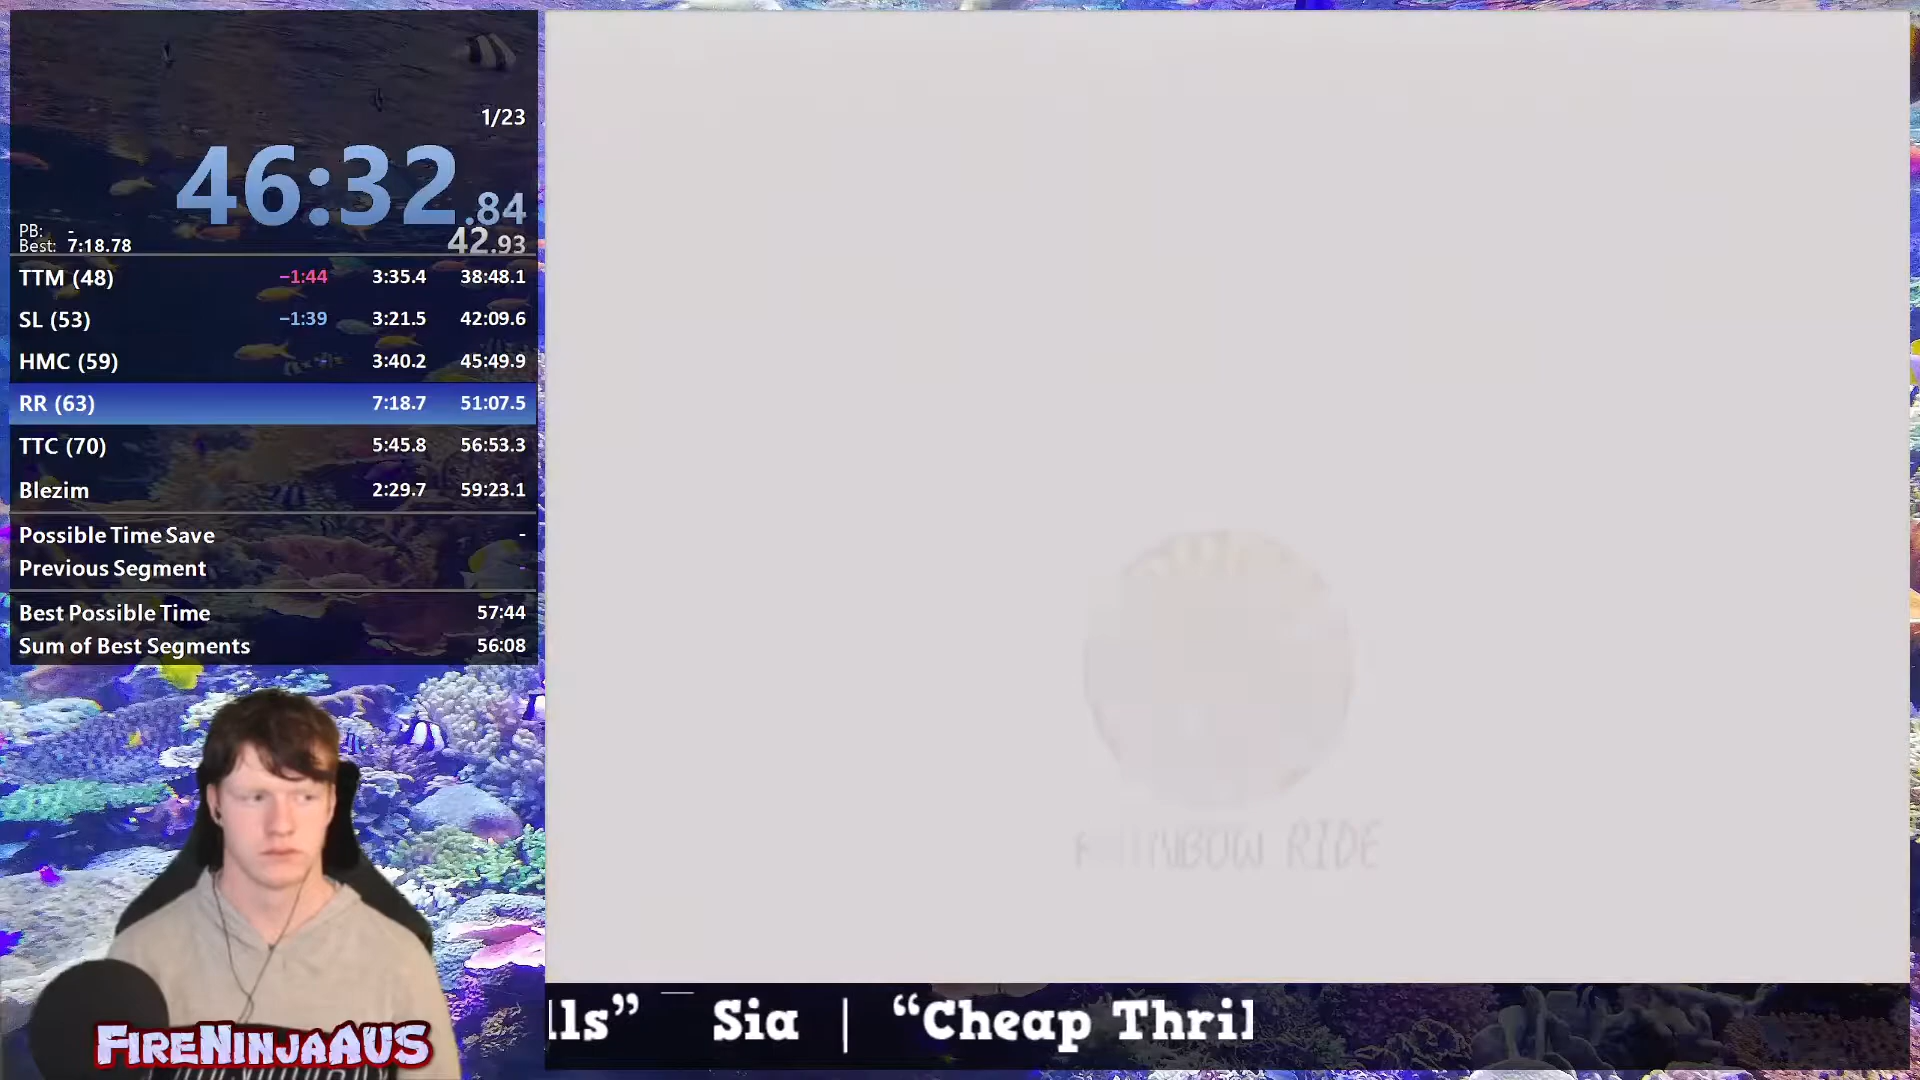 1/23
46:32.84
PB: -
42.93
Best: 7:18.78
TTM (48) −1:44 3:35.4 38:48.1
SL (53) −1:39 3:21.5 42:09.6
HMC (59) - 3:40.2 45:49.9
RR (63) 7:18.7 51:07.5
TTC (70) 5:45.8 56:53.3
Blezim 2:29.7 59:23.1
Possible Time Save -
Previous Segment -
Best Possible Time 57:44
Sum of Best Segments 56:08
RAINBOW RIDE
lls” Sia | “Cheap Thril
FIRENINJAAUS